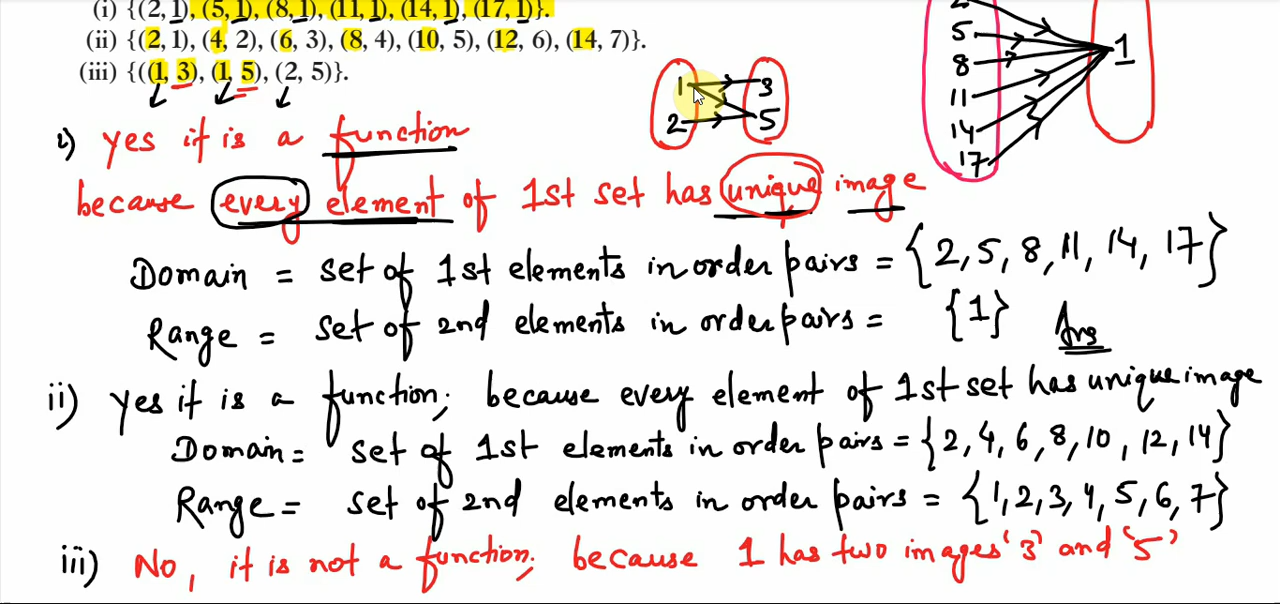 (i) {(2, 1), (5, 1), (8, 1), (11, 1), (14, 1), (17, 1)}.
(ii) {(2, 1), (4, 2), (6, 3), (8, 4), (10, 5), (12, 6), (14, 7)}.
(iii) {((1, 3), (1, 5), (2, 5)}.
1 3
2 5
2
5
8
11
14
17
1
i) yes it is a function
because every element of 1st set has unique image
Domain = set of 1st elements in order pairs = {2,5,8,11,14,17}
Range = set of 2nd elements in order pairs = {1} Ans
ii) yes it is a function; because every element of 1st set has unique image
Domain = set of 1st elements in order pairs = {2,4,6,8,10,12,14}
Range = set of 2nd elements in order pairs = {1,2,3,4,5,6,7}
iii) No, it is not a function; because 1 has two images '3' and '5'